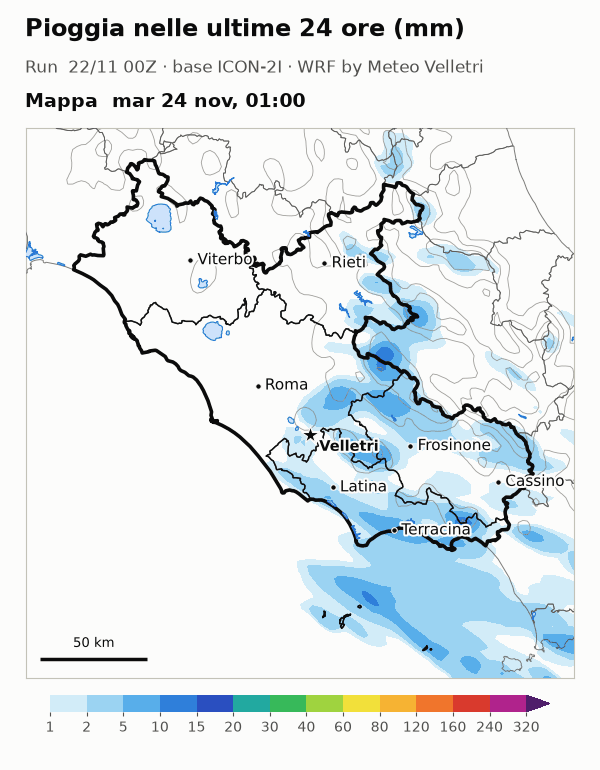 Pioggia nelle ultime 24 ore (mm)
Run 22/11 00Z · base ICON-2I · WRF by Meteo Velletri
Mappa mar 24 nov, 01:00
Viterbo
Rieti
Roma
Velletri
Frosinone
Latina
Cassino
Terracina
50 km
1 2 5 10 15 20 30 40 60 80 120 160 240 320